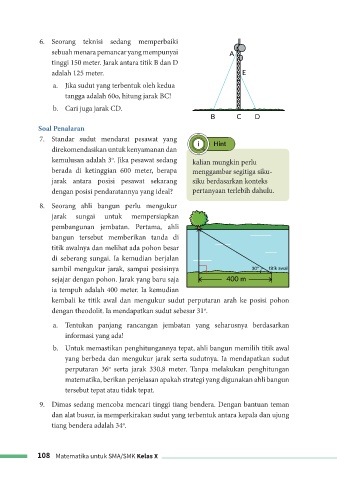 6. Seorang teknisi sedang memperbaiki
sebuah menara pemancar yang mempunyai
tinggi 150 meter. Jarak antara titik B dan D
adalah 125 meter.
a. Jika sudut yang terbentuk oleh kedua
tangga adalah 60o, hitung jarak BC!
b. Cari juga jarak CD.
A
E
B C D
Soal Penalaran
7. Standar sudut mendarat pesawat yang
direkomendasikan untuk kenyamanan dan
kemulusan adalah 3°. Jika pesawat sedang
berada di ketinggian 600 meter, berapa
jarak antara posisi pesawat sekarang
dengan posisi pendaratannya yang ideal?
i Hint
kalian mungkin perlu
menggambar segitiga siku-
siku berdasarkan konteks
pertanyaan terlebih dahulu.
8. Seorang ahli bangun perlu mengukur
jarak sungai untuk mempersiapkan
pembangunan jembatan. Pertama, ahli
bangun tersebut memberikan tanda di
titik awalnya dan melihat ada pohon besar
di seberang sungai. Ia kemudian berjalan
sambil mengukur jarak, sampai posisinya
sejajar dengan pohon. Jarak yang baru saja
ia tempuh adalah 400 meter. Ia kemudian
kembali ke titik awal dan mengukur sudut perputaran arah ke posisi pohon
dengan theodolit. Ia mendapatkan sudut sebesar 31°.
titik awal
400 m
a. Tentukan panjang rancangan jembatan yang seharusnya berdasarkan
informasi yang ada!
b. Untuk memastikan penghitungannya tepat, ahli bangun memilih titik awal
yang berbeda dan mengukur jarak serta sudutnya. Ia mendapatkan sudut
perputaran 36° serta jarak 330,8 meter. Tanpa melakukan penghitungan
matematika, berikan penjelasan apakah strategi yang digunakan ahli bangun
tersebut tepat atau tidak tepat.
9. Dimas sedang mencoba mencari tinggi tiang bendera. Dengan bantuan teman
dan alat busur, ia memperkirakan sudut yang terbentuk antara kepala dan ujung
tiang bendera adalah 34°.
108 Matematika untuk SMA/SMK Kelas X